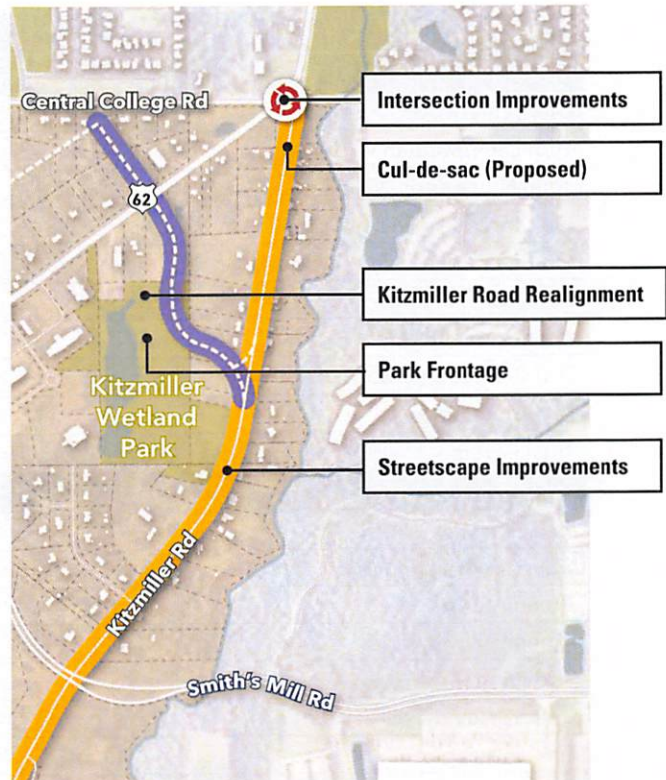 Central College Rd
Intersection Improvements
Cul-de-sac (Proposed)
62
Kitzmiller Road Realignment
Park Frontage
Kitzmiller
Wetland
Park
Streetscape Improvements
Kitzmiller Rd
Smith's Mill Rd